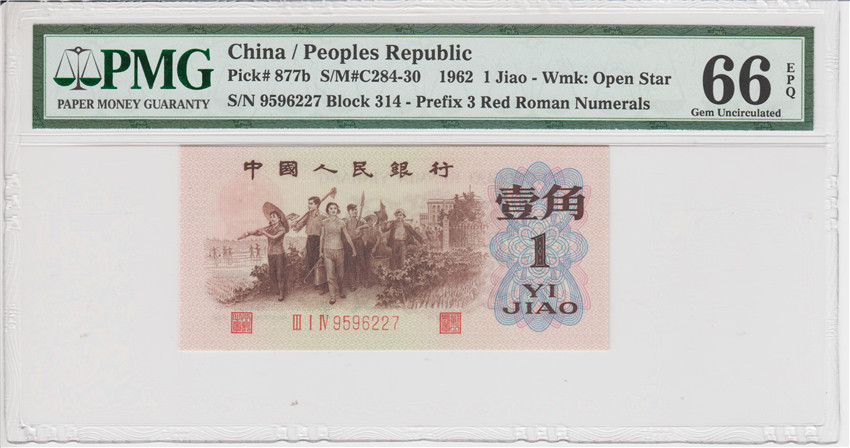 PMG
PAPER MONEY GUARANTY
China / Peoples Republic
Pick# 877b S/M#C284-30 1962 1 Jiao - Wmk: Open Star
S/N 9596227 Block 314 - Prefix 3 Red Roman Numerals
66
EPQ
Gem Uncirculated
中國人民銀行
壹角
1
YI
JIAO
III I IV 9596227